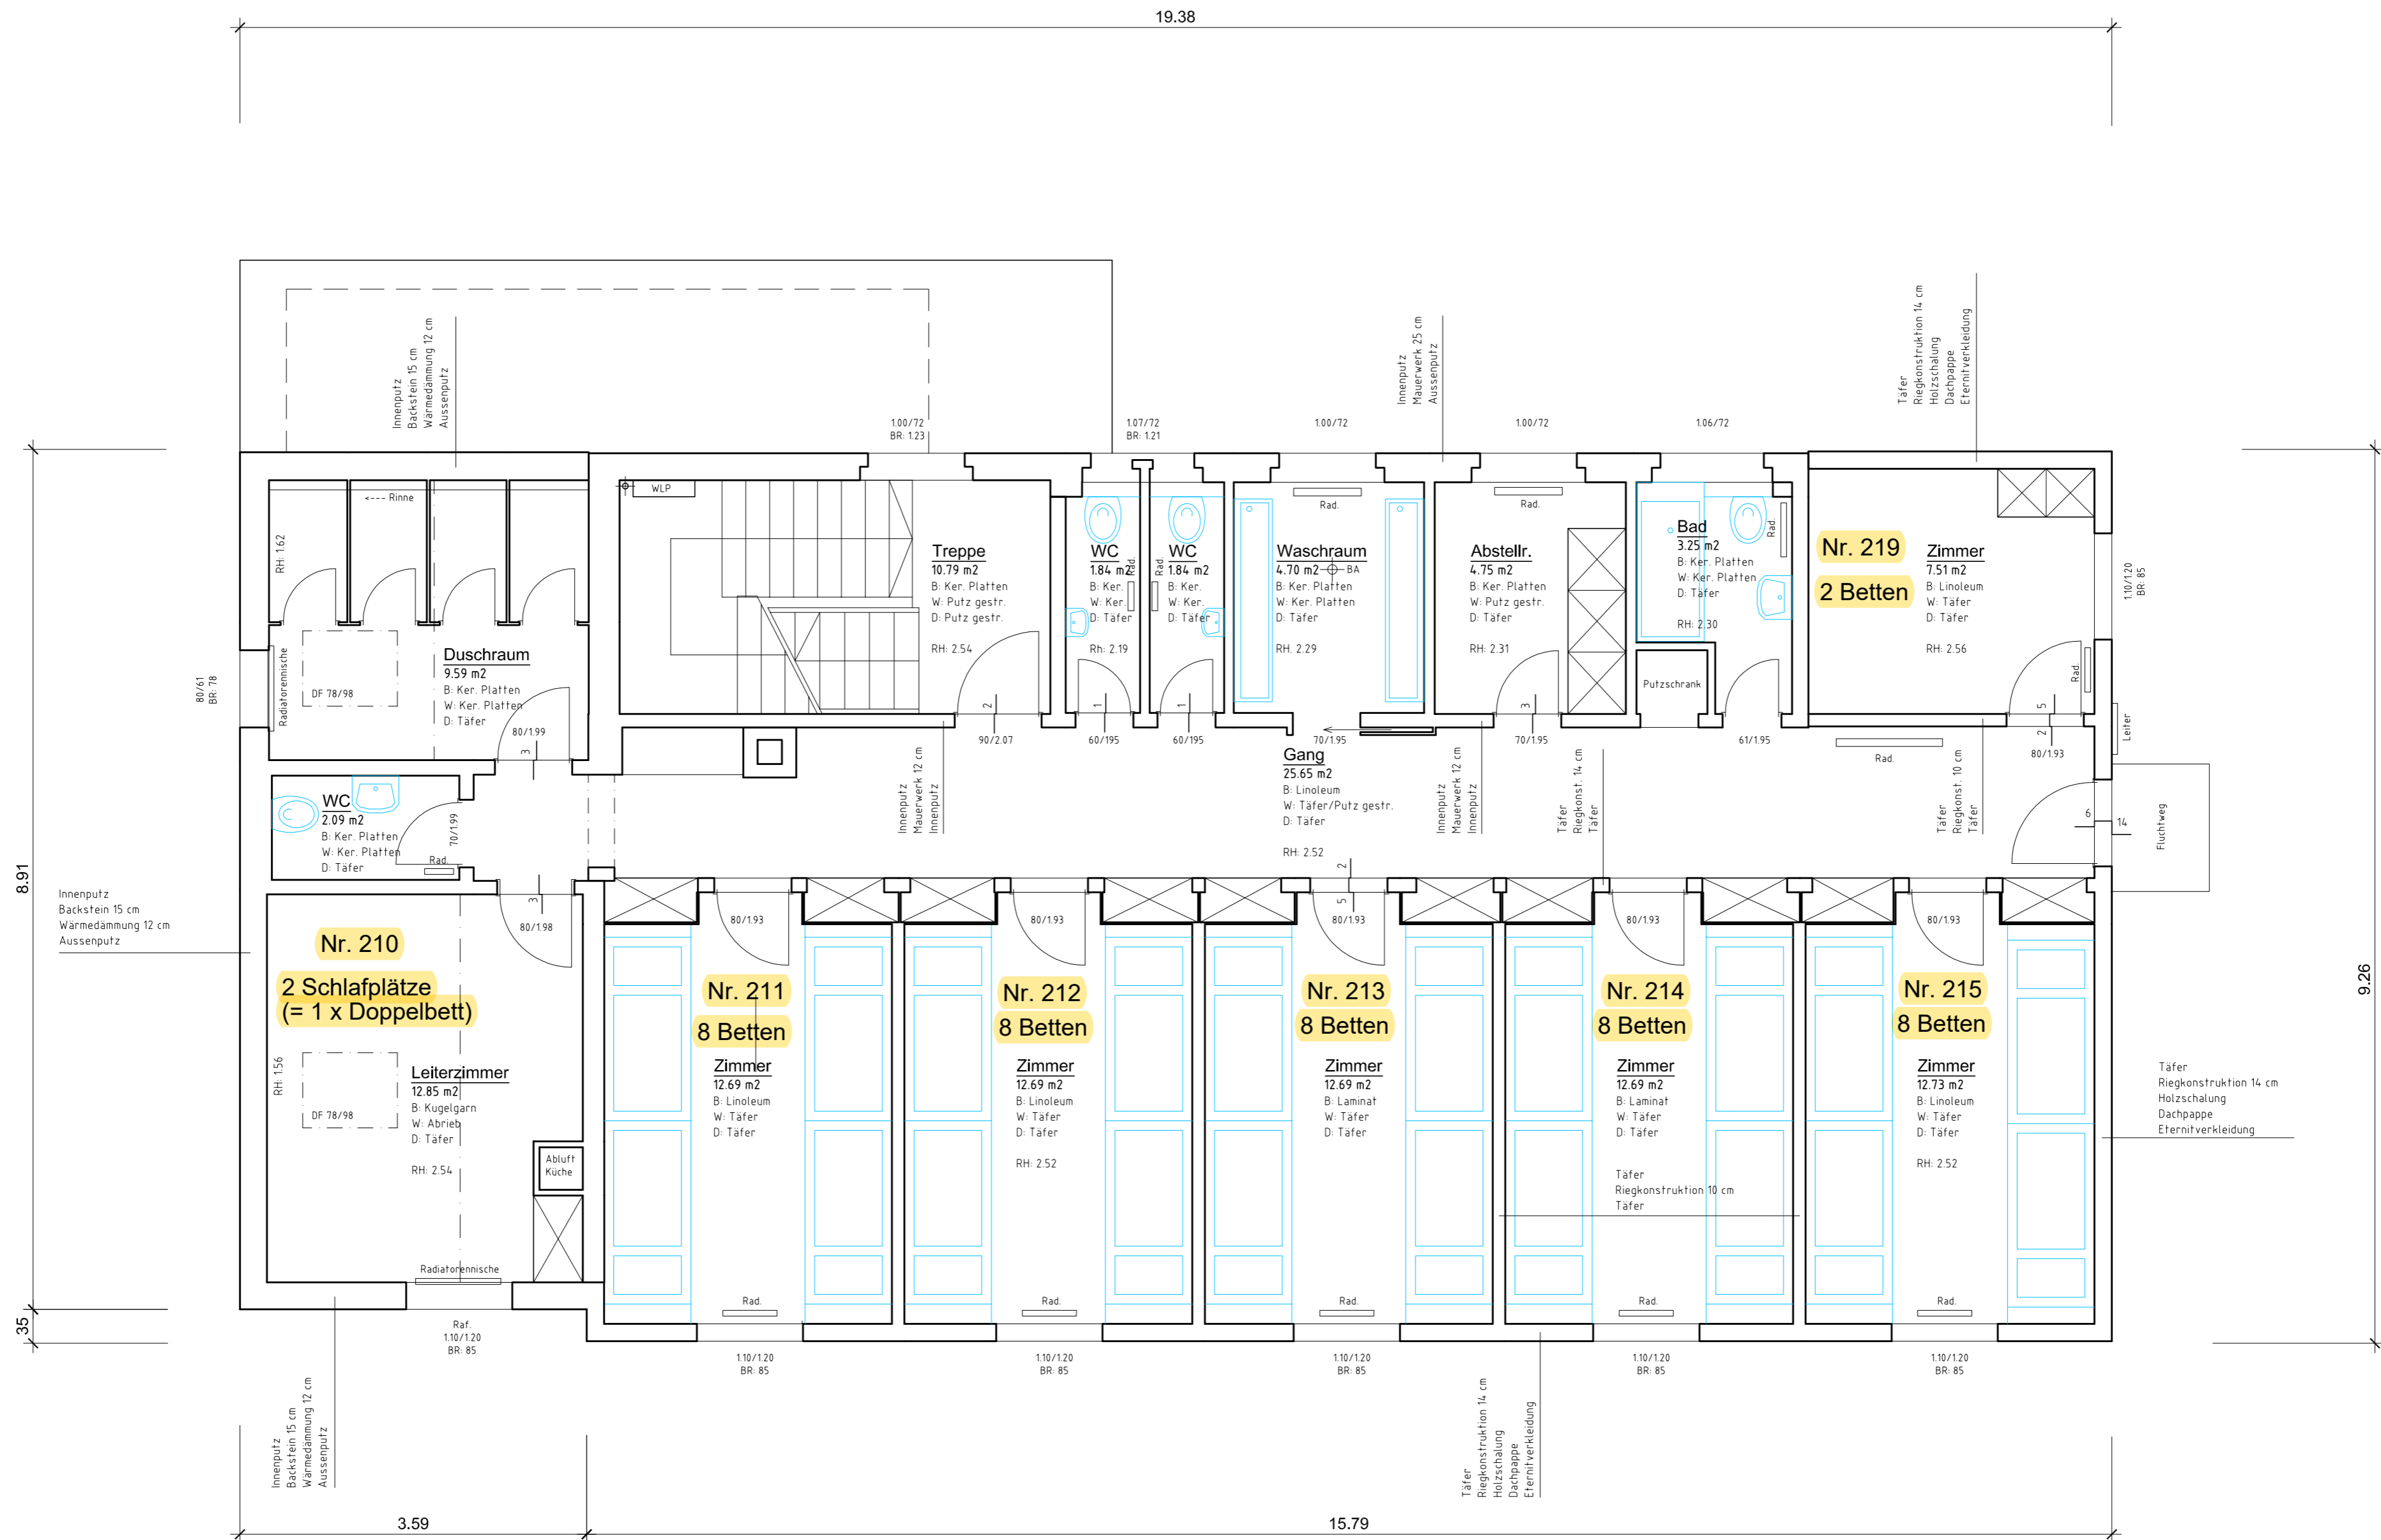 19.38
Innenputz
Backstein 15 cm
Wärmedämmung 12 cm
Aussenputz
Innenputz
Mauerwerk 25 cm
Aussenputz
Täfer
Riegkonstruktion 14 cm
Holzschalung
Dachpappe
Eternitverkleidung
1.00/72
BR: 1.23
1.07/72
BR: 1.21
1.00/72
1.00/72
1.06/72
<--- Rinne
RH: 1.62
WLP
Treppe
10.79 m2
B: Ker. Platten
W: Putz gestr.
D: Putz gestr.
RH: 2.54
WC
1.84 m2
B: Ker.
W: Ker.
D: Täfer
Rh: 2.19
Rad.
WC
1.84 m2
B: Ker.
W: Ker.
D: Täfer
Rad.
Rad.
Waschraum
4.70 m2
BA
B: Ker. Platten
W: Ker. Platten
D: Täfer
RH. 2.29
Rad.
Abstellr.
4.75 m2
B: Ker. Platten
W: Putz gestr.
D: Täfer
RH: 2.31
Bad
3.25 m2
B: Ker. Platten
W: Ker. Platten
D: Täfer
RH: 2.30
Rad.
Putzschrank
Nr. 219
2 Betten
Zimmer
7.51 m2
B: Linoleum
W: Täfer
D: Täfer
RH: 2.56
Rad.
1.10/1.20
BR: 85
80/61
BR: 78
Radiatorennische
DF 78/98
Duschraum
9.59 m2
B: Ker. Platten
W: Ker. Platten
D: Täfer
80/1.99
3
2
90/2.07
1
60/195
1
60/195
70/1.95
3
70/1.95
61/1.95
5
2
80/1.93
Leiter
Rad.
WC
2.09 m2
B: Ker. Platten
W: Ker. Platten
D: Täfer
70/1.99
Rad.
Innenputz
Mauerwerk 12 cm
Innenputz
Gang
25.65 m2
B: Linoleum
W: Täfer/Putz gestr.
D: Täfer
RH: 2.52
Innenputz
Mauerwerk 12 cm
Innenputz
Täfer
Riegkonst. 14 cm
Täfer
Täfer
Riegkonst. 10 cm
Täfer
6
14
Fluchtweg
8.91
35
9.26
Innenputz
Backstein 15 cm
Wärmedämmung 12 cm
Aussenputz
3
80/1.98
80/1.93
80/1.93
2
5
80/1.93
80/1.93
80/1.93
Nr. 210
2 Schlafplätze
(= 1 x Doppelbett)
RH: 1.56
DF 78/98
Leiterzimmer
12.85 m2
B: Kugelgarn
W: Abrieb
D: Täfer
RH: 2.54
Abluft
Küche
Radiatorennische
Nr. 211
8 Betten
Zimmer
12.69 m2
B: Linoleum
W: Täfer
D: Täfer
Rad.
Nr. 212
8 Betten
Zimmer
12.69 m2
B: Linoleum
W: Täfer
D: Täfer
RH: 2.52
Rad.
Nr. 213
8 Betten
Zimmer
12.69 m2
B: Laminat
W: Täfer
D: Täfer
Rad.
Nr. 214
8 Betten
Zimmer
12.69 m2
B: Laminat
W: Täfer
D: Täfer
Täfer
Riegkonstruktion 10 cm
Täfer
Rad.
Nr. 215
8 Betten
Zimmer
12.73 m2
B: Linoleum
W: Täfer
D: Täfer
RH: 2.52
Rad.
Täfer
Riegkonstruktion 14 cm
Holzschalung
Dachpappe
Eternitverkleidung
Raf.
1.10/1.20
BR: 85
1.10/1.20
BR: 85
1.10/1.20
BR: 85
1.10/1.20
BR: 85
1.10/1.20
BR: 85
1.10/1.20
BR: 85
Innenputz
Backstein 15 cm
Wärmedämmung 12 cm
Aussenputz
Täfer
Riegkonstruktion 14 cm
Holzschalung
Dachpappe
Eternitverkleidung
3.59
15.79